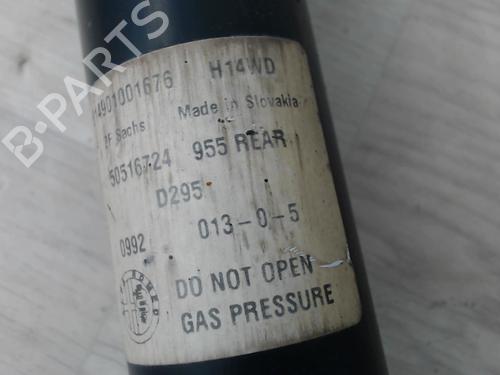 4901001676 H14WD
ZF Sachs Made in Slovakia
50516724 955 REAR
D295
0992 013-0-5
DO NOT OPEN
GAS PRESSURE
B-PARTS